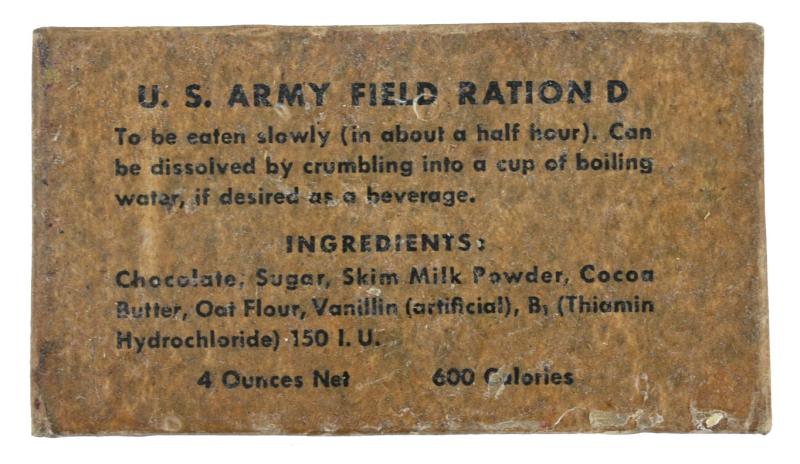 U. S. ARMY FIELD RATION D
To be eaten slowly (in about a half hour). Can
be dissolved by crumbling into a cup of boiling
water, if desired as a beverage.
INGREDIENTS:
Chocolate, Sugar, Skim Milk Powder, Cocoa
Butter, Oat Flour, Vanillin (artificial), B₁ (Thiamin
Hydrochloride) 150 I. U.
4 Ounces Net 600 Calories